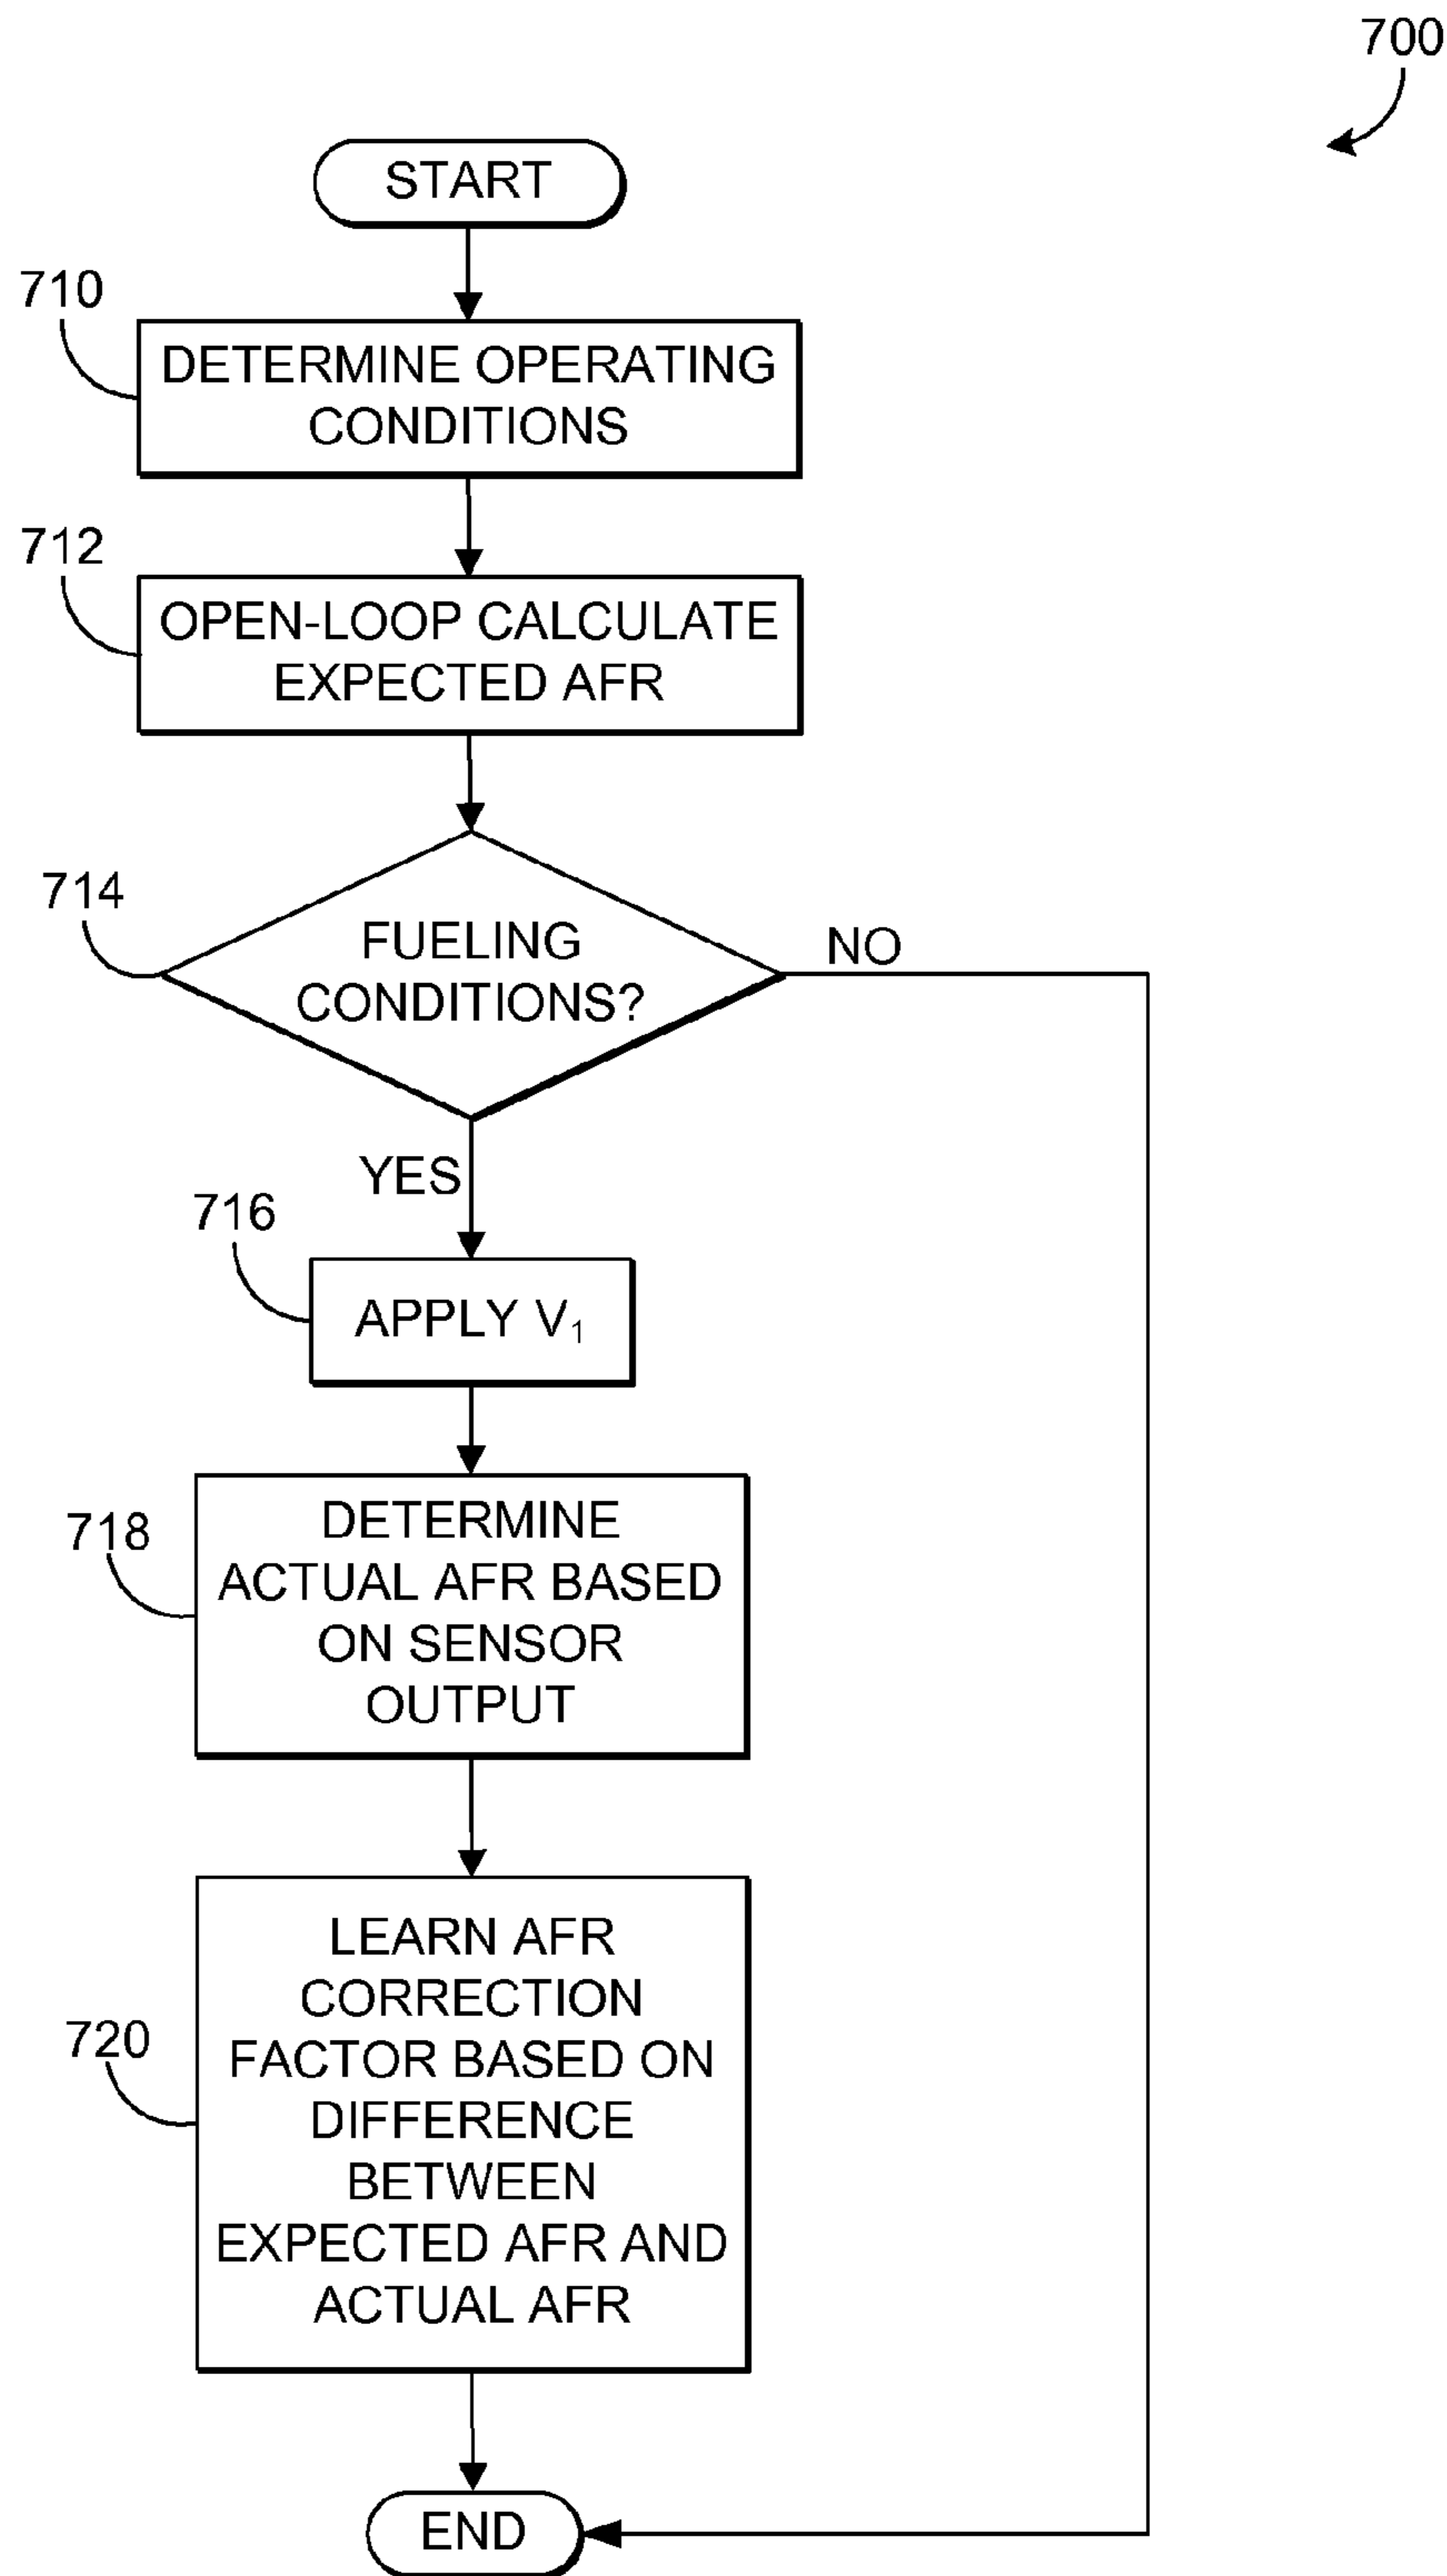 700
START
710
DETERMINE OPERATING
CONDITIONS
712
OPEN-LOOP CALCULATE
EXPECTED AFR
714
FUELING
CONDITIONS?
NO
YES
716
APPLY V₁
718
DETERMINE
ACTUAL AFR BASED
ON SENSOR
OUTPUT
720
LEARN AFR
CORRECTION
FACTOR BASED ON
DIFFERENCE
BETWEEN
EXPECTED AFR AND
ACTUAL AFR
END